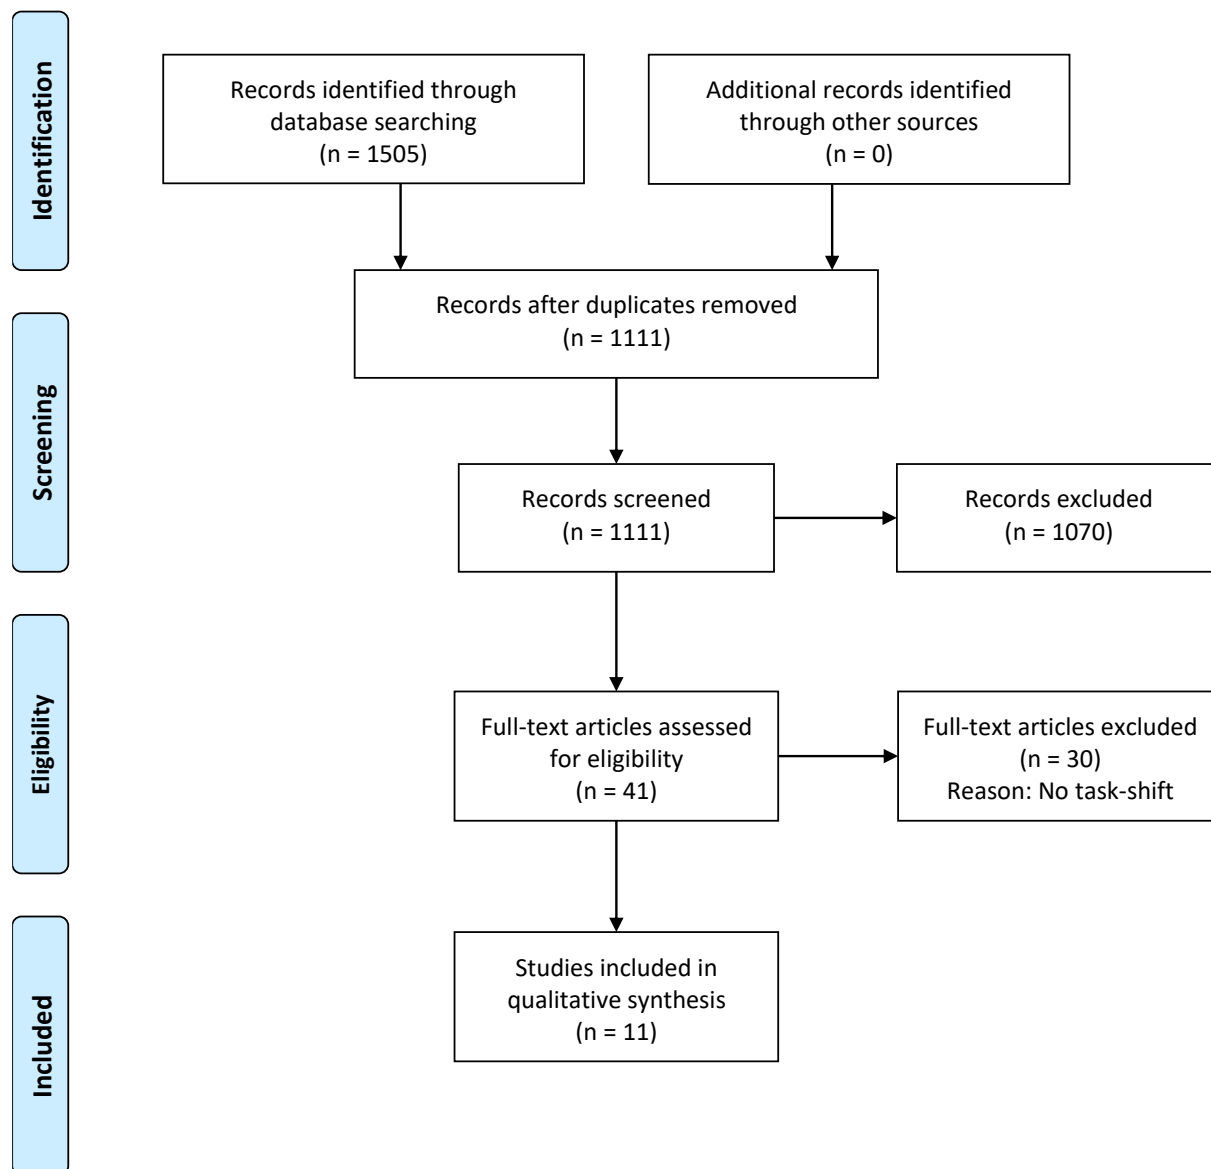 Identification
Records identified through
database searching
(n = 1505)
Additional records identified
through other sources
(n = 0)
Records after duplicates removed
(n = 1111)
Screening
Records screened
(n = 1111)
Records excluded
(n = 1070)
Eligibility
Full-text articles assessed
for eligibility
(n = 41)
Full-text articles excluded
(n = 30)
Reason: No task-shift
Included
Studies included in
qualitative synthesis
(n = 11)